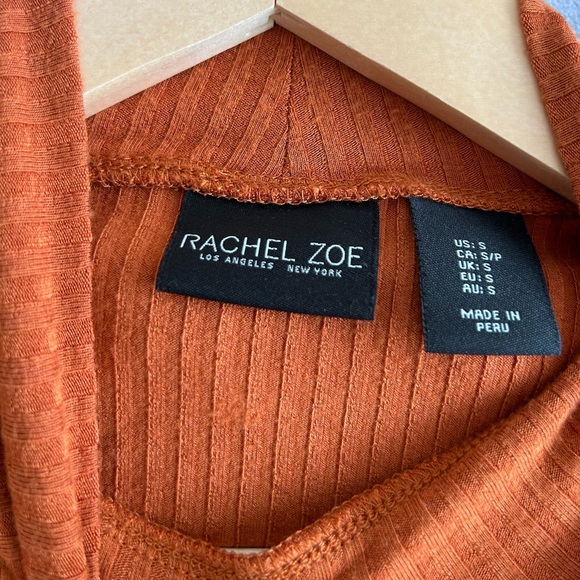 RACHEL ZOE
LOS ANGELES NEW YORK
US: S
CA: S/P
UK: S
EU: S
AU: S
MADE IN
PERU